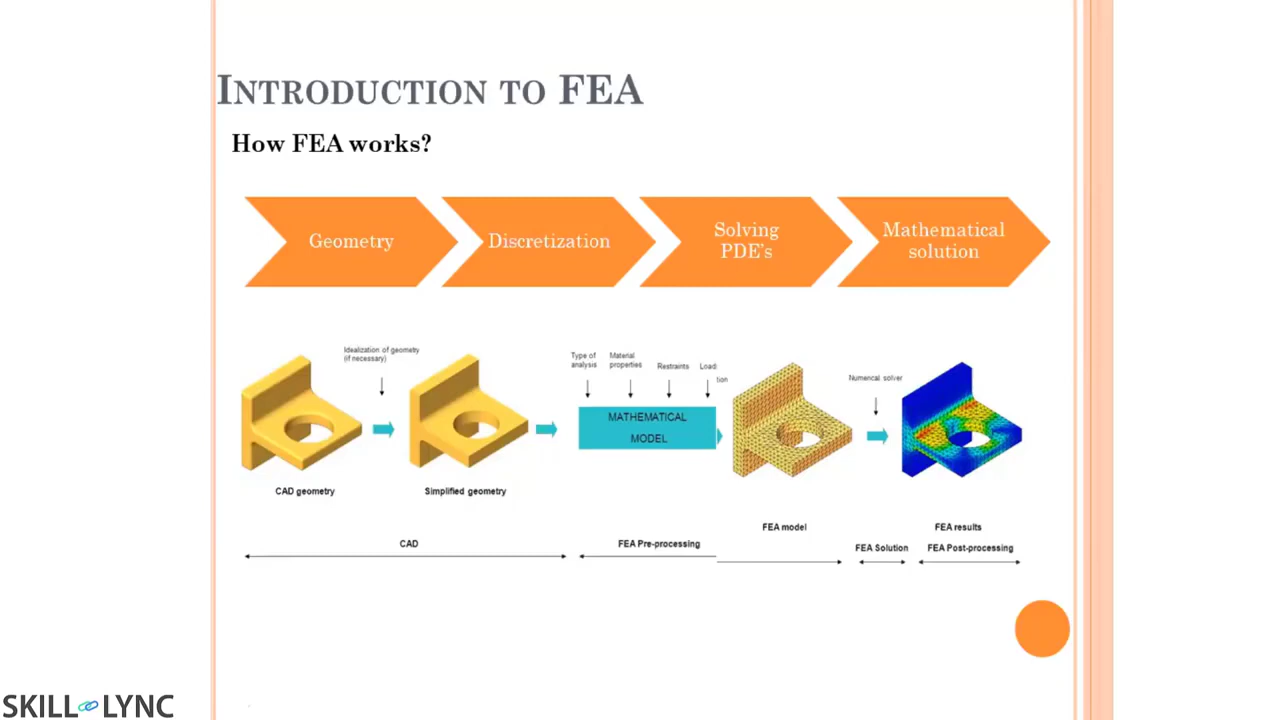 INTRODUCTION TO FEA
How FEA works?
Geometry
Discretization
Solving
PDE's
Mathematical
solution
Idealization of geometry
(if necessary)
Type of
analysis
Material
properties
Restraints
Load
tion
Numerical solver
MATHEMATICAL
MODEL
CAD geometry
Simplified geometry
FEA model
FEA results
CAD
FEA Pre-processing
FEA Solution
FEA Post-processing
SKILL LYNC